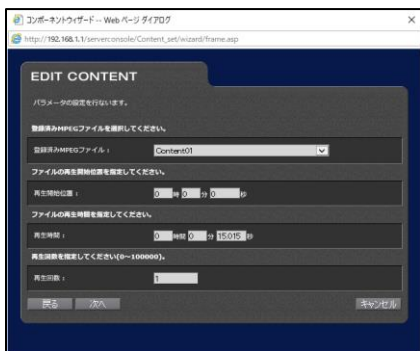 コンポーネントウィザード -- Web ページ ダイアログ
http://192.168.1.1/serverconsole/Content_set/wizard/frame.asp
EDIT CONTENT
パラメータの設定を行ないます。
登録済みMPEGファイルを選択してください。
登録済みMPEGファイル： Content01
ファイルの再生開始位置を指定してください。
再生開始位置： 0 時 0 分 0 秒
ファイルの再生時間を指定してください。
再生時間： 0 時間 0 分 15.015 秒
再生回数を指定してください(0～100000)。
再生回数： 1
戻る 次へ キャンセル